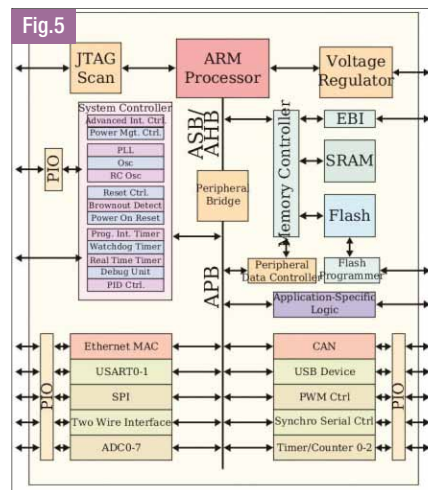 Fig.5
JTAG
Scan
ARM
Processor
Voltage
Regulator
System Controller
Advanced Int. Ctrl.
Power Mgt. Ctrl.
PLL
Osc
RC Osc
Reset Ctrl.
Brownout Detect
Power On Reset
Prog. Int. Timer
Watchdog Timer
Real Time Timer
Debug Unit
PID Ctrl.
PIO
ASB/
AHB
Peripheral
Bridge
APB
Memory Controller
EBI
SRAM
Flash
Peripheral
Data Controller
Flash
Programmer
Application-Specific
Logic
PIO
Ethernet MAC
USART0-1
SPI
Two Wire Interface
ADC0-7
CAN
USB Device
PWM Ctrl
Synchro Serial Ctrl
Timer/Counter 0-2
PIO